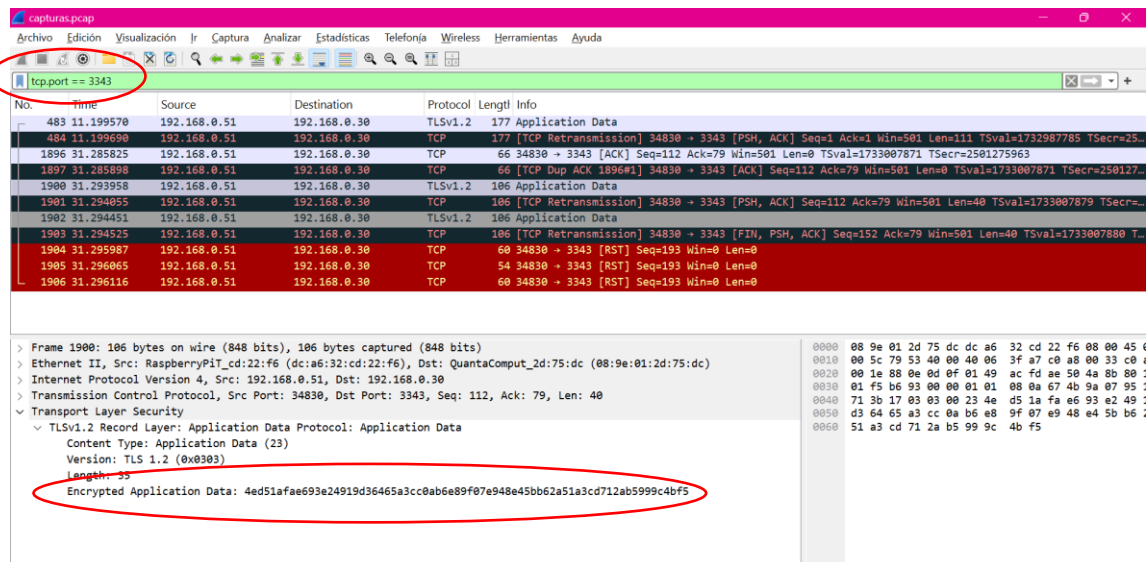 capturas.pcap
Archivo Edición Visualización Ir Captura Analizar Estadísticas Telefonía Wireless Herramientas Ayuda
tcp.port == 3343
No. Time Source Destination Protocol Lengtl Info
483 11.199570 192.168.0.51 192.168.0.30 TLSv1.2 177 Application Data
484 11.199690 192.168.0.51 192.168.0.30 TCP 177 [TCP Retransmission] 34830 → 3343 [PSH, ACK] Seq=1 Ack=1 Win=501 Len=111 TSval=1732987785 TSecr=25…
1896 31.285825 192.168.0.51 192.168.0.30 TCP 66 34830 → 3343 [ACK] Seq=112 Ack=79 Win=501 Len=0 TSval=1733007871 TSecr=2501275963
1897 31.285898 192.168.0.51 192.168.0.30 TCP 66 [TCP Dup ACK 1896#1] 34830 → 3343 [ACK] Seq=112 Ack=79 Win=501 Len=0 TSval=1733007871 TSecr=250127…
1900 31.293958 192.168.0.51 192.168.0.30 TLSv1.2 106 Application Data
1901 31.294055 192.168.0.51 192.168.0.30 TCP 106 [TCP Retransmission] 34830 → 3343 [PSH, ACK] Seq=112 Ack=79 Win=501 Len=40 TSval=1733007879 TSecr=…
1902 31.294451 192.168.0.51 192.168.0.30 TLSv1.2 106 Application Data
1903 31.294525 192.168.0.51 192.168.0.30 TCP 106 [TCP Retransmission] 34830 → 3343 [FIN, PSH, ACK] Seq=152 Ack=79 Win=501 Len=40 TSval=1733007880 T…
1904 31.295987 192.168.0.51 192.168.0.30 TCP 60 34830 → 3343 [RST] Seq=193 Win=0 Len=0
1905 31.296065 192.168.0.51 192.168.0.30 TCP 54 34830 → 3343 [RST] Seq=193 Win=0 Len=0
1906 31.296116 192.168.0.51 192.168.0.30 TCP 60 34830 → 3343 [RST] Seq=193 Win=0 Len=0
Frame 1900: 106 bytes on wire (848 bits), 106 bytes captured (848 bits)
Ethernet II, Src: RaspberryPiT_cd:22:f6 (dc:a6:32:cd:22:f6), Dst: QuantaComput_2d:75:dc (08:9e:01:2d:75:dc)
Internet Protocol Version 4, Src: 192.168.0.51, Dst: 192.168.0.30
Transmission Control Protocol, Src Port: 34830, Dst Port: 3343, Seq: 112, Ack: 79, Len: 40
Transport Layer Security
TLSv1.2 Record Layer: Application Data Protocol: Application Data
Content Type: Application Data (23)
Version: TLS 1.2 (0x0303)
Length: 35
Encrypted Application Data: 4ed51afae693e24919d36465a3cc0ab6e89f07e948e45bb62a51a3cd712ab5999c4bf5
0000 08 9e 01 2d 75 dc dc a6 32 cd 22 f6 08 00 45
0010 00 5c 79 53 40 00 40 06 3f a7 c0 a8 00 33 c0
0020 00 1e 88 0e 0d 0f 01 49 ac fd ae 50 4a 8b 80
0030 01 f5 b6 93 00 00 01 01 08 0a 67 4b 9a 07 95
0040 71 3b 17 03 03 00 23 4e d5 1a fa e6 93 e2 49
0050 d3 64 65 a3 cc 0a b6 e8 9f 07 e9 48 e4 5b b6
0060 51 a3 cd 71 2a b5 99 9c 4b f5